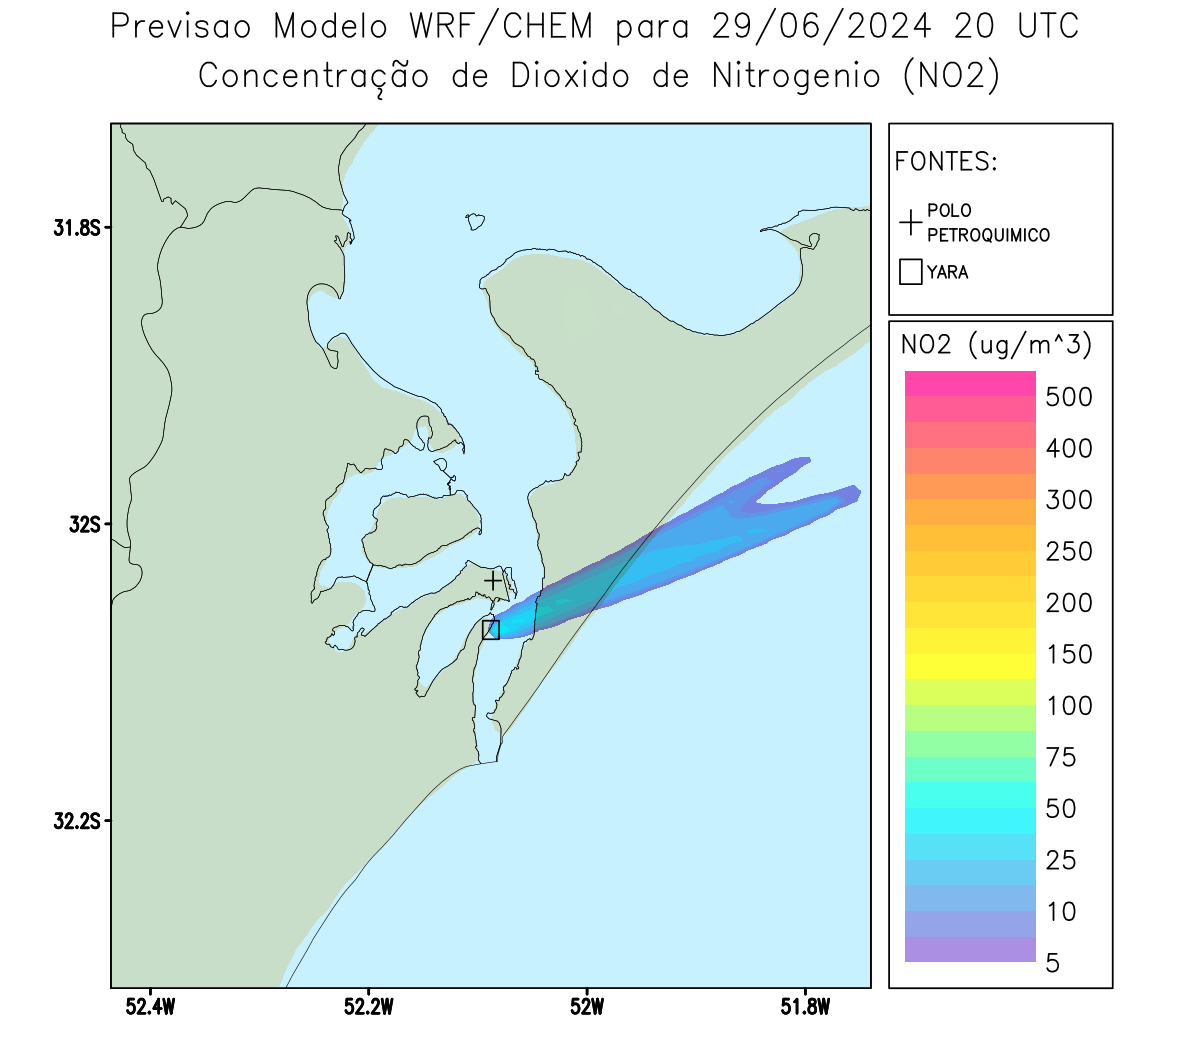 Previsao Modelo WRF/CHEM para 29/06/2024 20 UTC
Concentração de Dioxido de Nitrogenio (NO2)
FONTES:
POLO
PETROQUIMICO
YARA
NO2 (ug/m^3)
500
400
300
250
200
150
100
75
50
25
10
5
31.8S
32S
32.2S
52.4W
52.2W
52W
51.8W